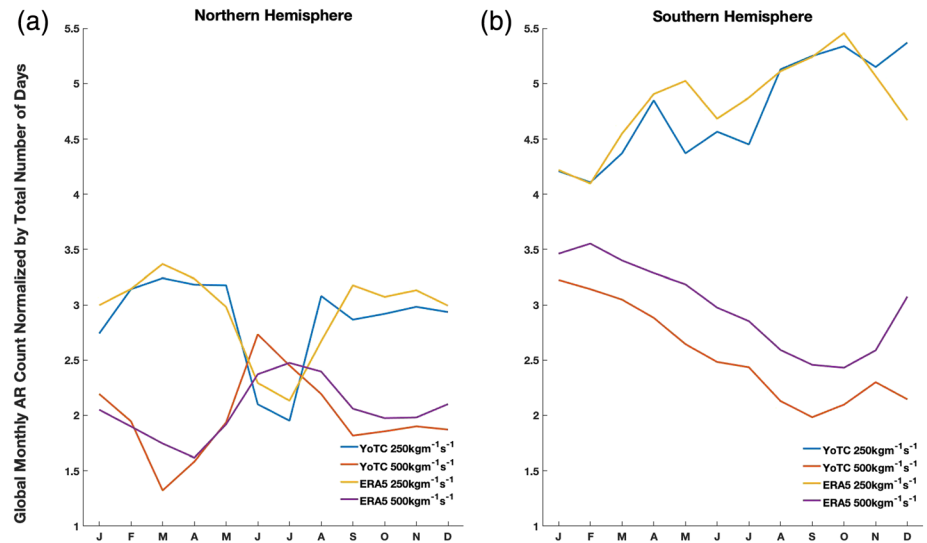 (a)
Northern Hemisphere
(b)
Southern Hemisphere
Global Monthly AR Count Normalized by Total Number of Days
5.5
5
4.5
4
3.5
3
2.5
2
1.5
1
J F M A M J J A S O N D
YoTC 250kgm⁻¹s⁻¹
YoTC 500kgm⁻¹s⁻¹
ERA5 250kgm⁻¹s⁻¹
ERA5 500kgm⁻¹s⁻¹
5.5
5
4.5
4
3.5
3
2.5
2
1.5
1
J F M A M J J A S O N D
YoTC 250kgm⁻¹s⁻¹
YoTC 500kgm⁻¹s⁻¹
ERA5 250kgm⁻¹s⁻¹
ERA5 500kgm⁻¹s⁻¹